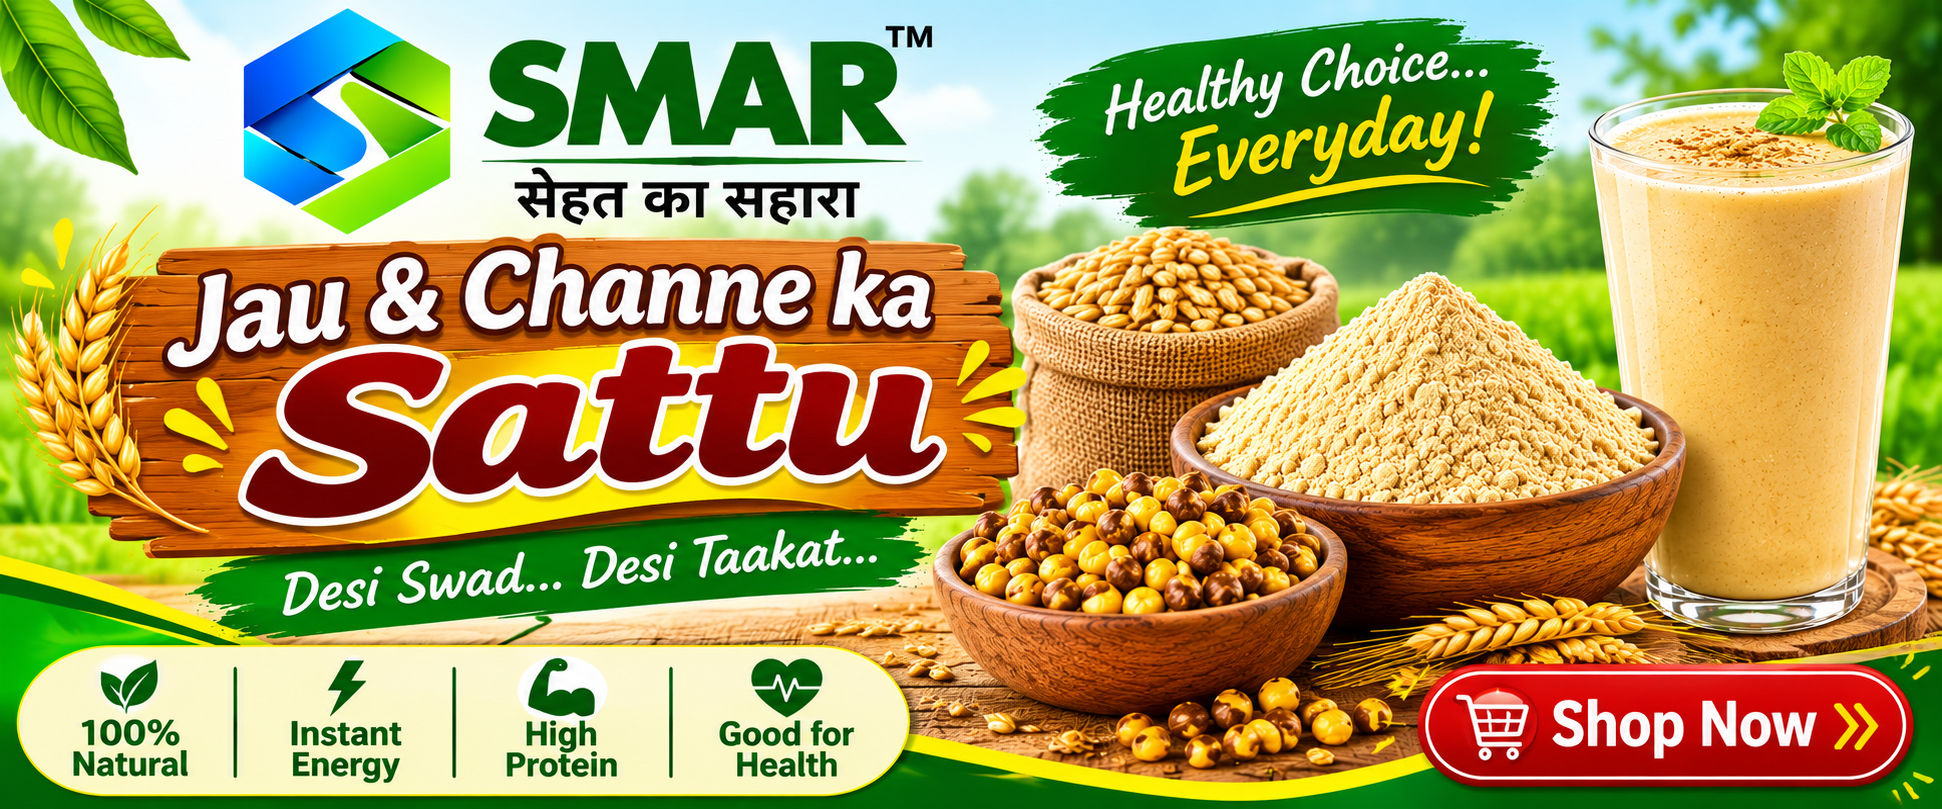 SMAR™
सेहत का सहारा
Healthy Choice...
Everyday!
Jau & Channe ka
Sattu
Desi Swad... Desi Taakat...
100%
Natural
Instant
Energy
High
Protein
Good for
Health
Shop Now